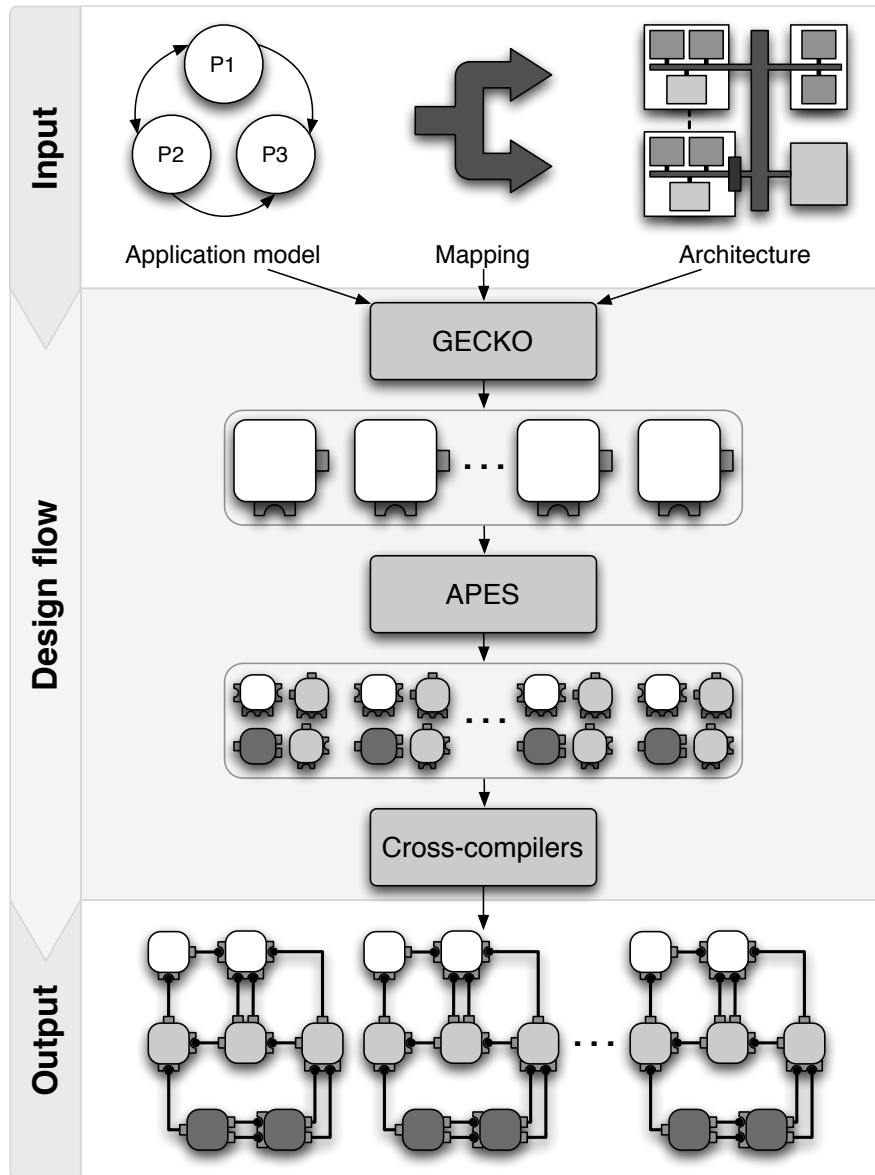 Input
P1
P2
P3
Application model
Mapping
Architecture
Design flow
GECKO
...
APES
...
Cross-compilers
Output
...